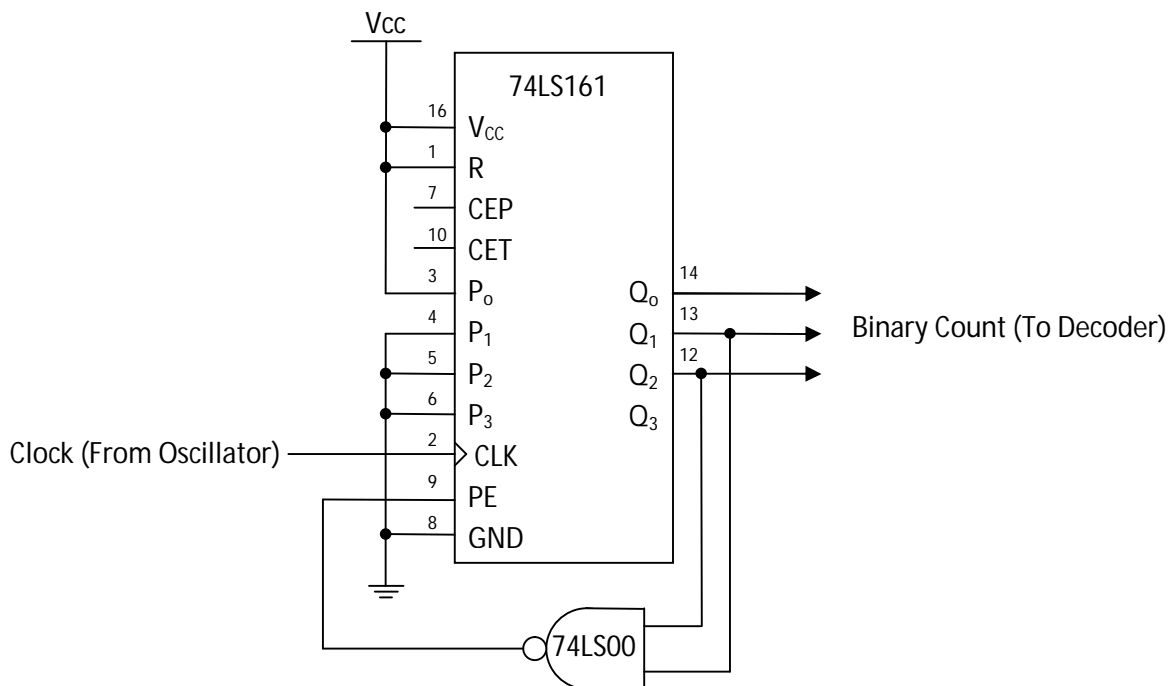 Vcc
74LS161
16 VCC
1 R
7 CEP
10 CET
3 Po
4 P1
5 P2
6 P3
2 CLK
9 PE
8 GND
Qo 14
Q1 13
Q2 12
Q3
Binary Count (To Decoder)
Clock (From Oscillator)
74LS00